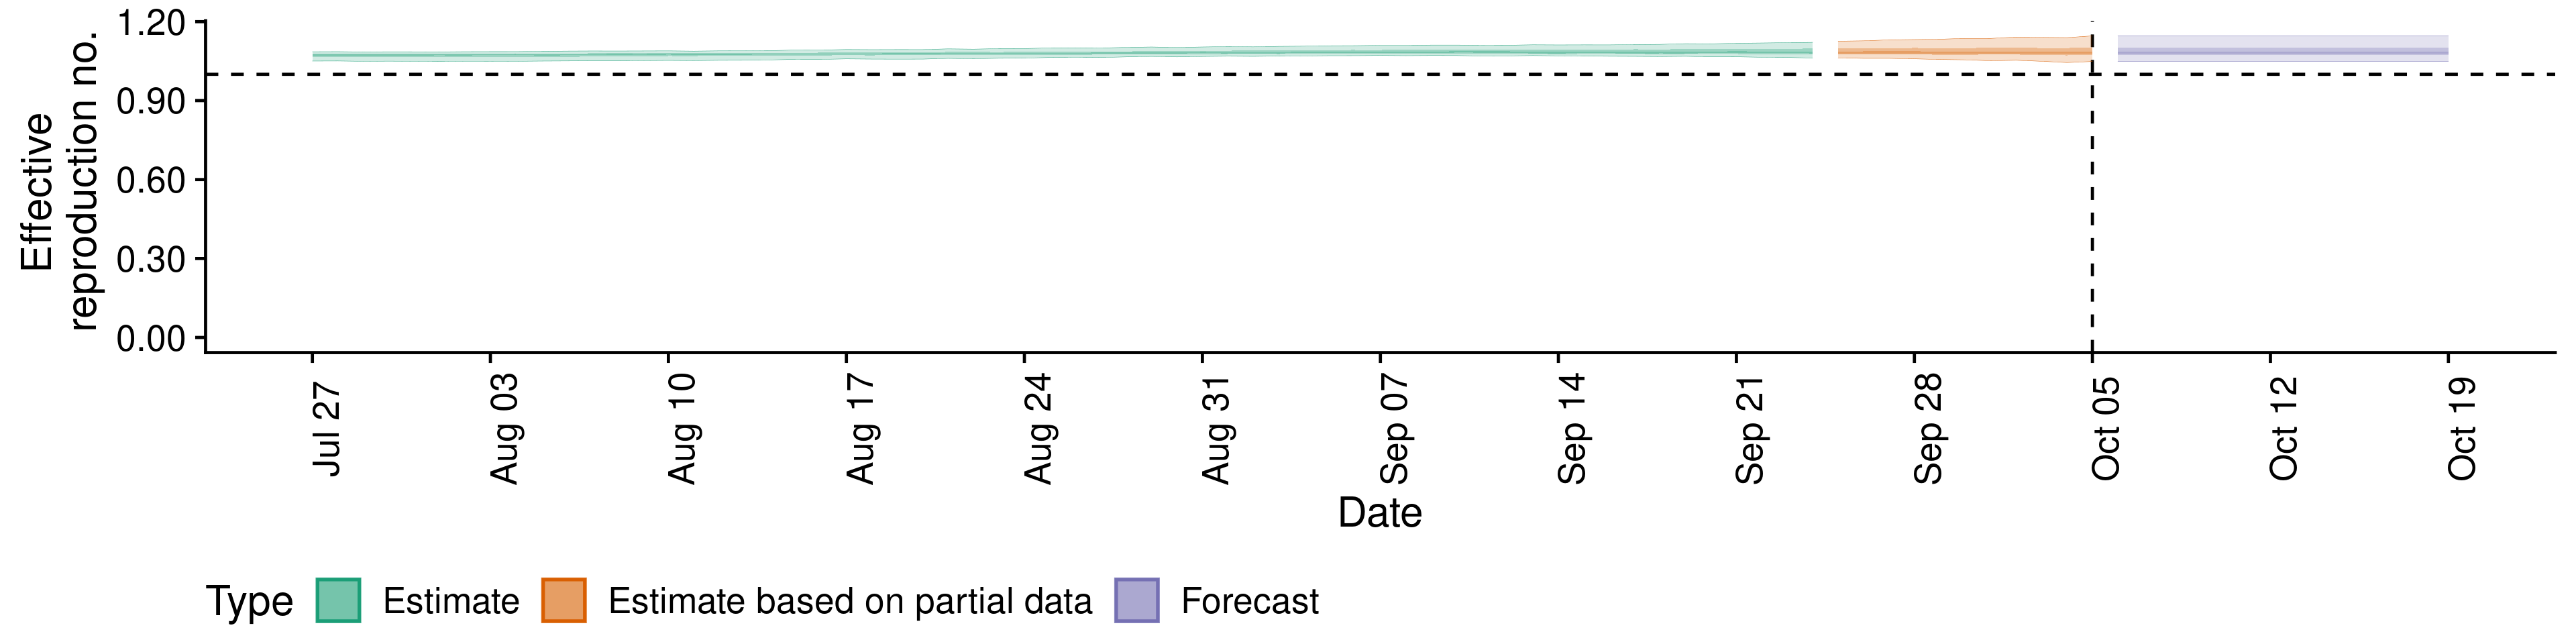 Effective
reproduction no.
1.20
0.90
0.60
0.30
0.00
Jul 27
Aug 03
Aug 10
Aug 17
Aug 24
Aug 31
Sep 07
Sep 14
Sep 21
Sep 28
Oct 05
Oct 12
Oct 19
Date
Type Estimate Estimate based on partial data Forecast